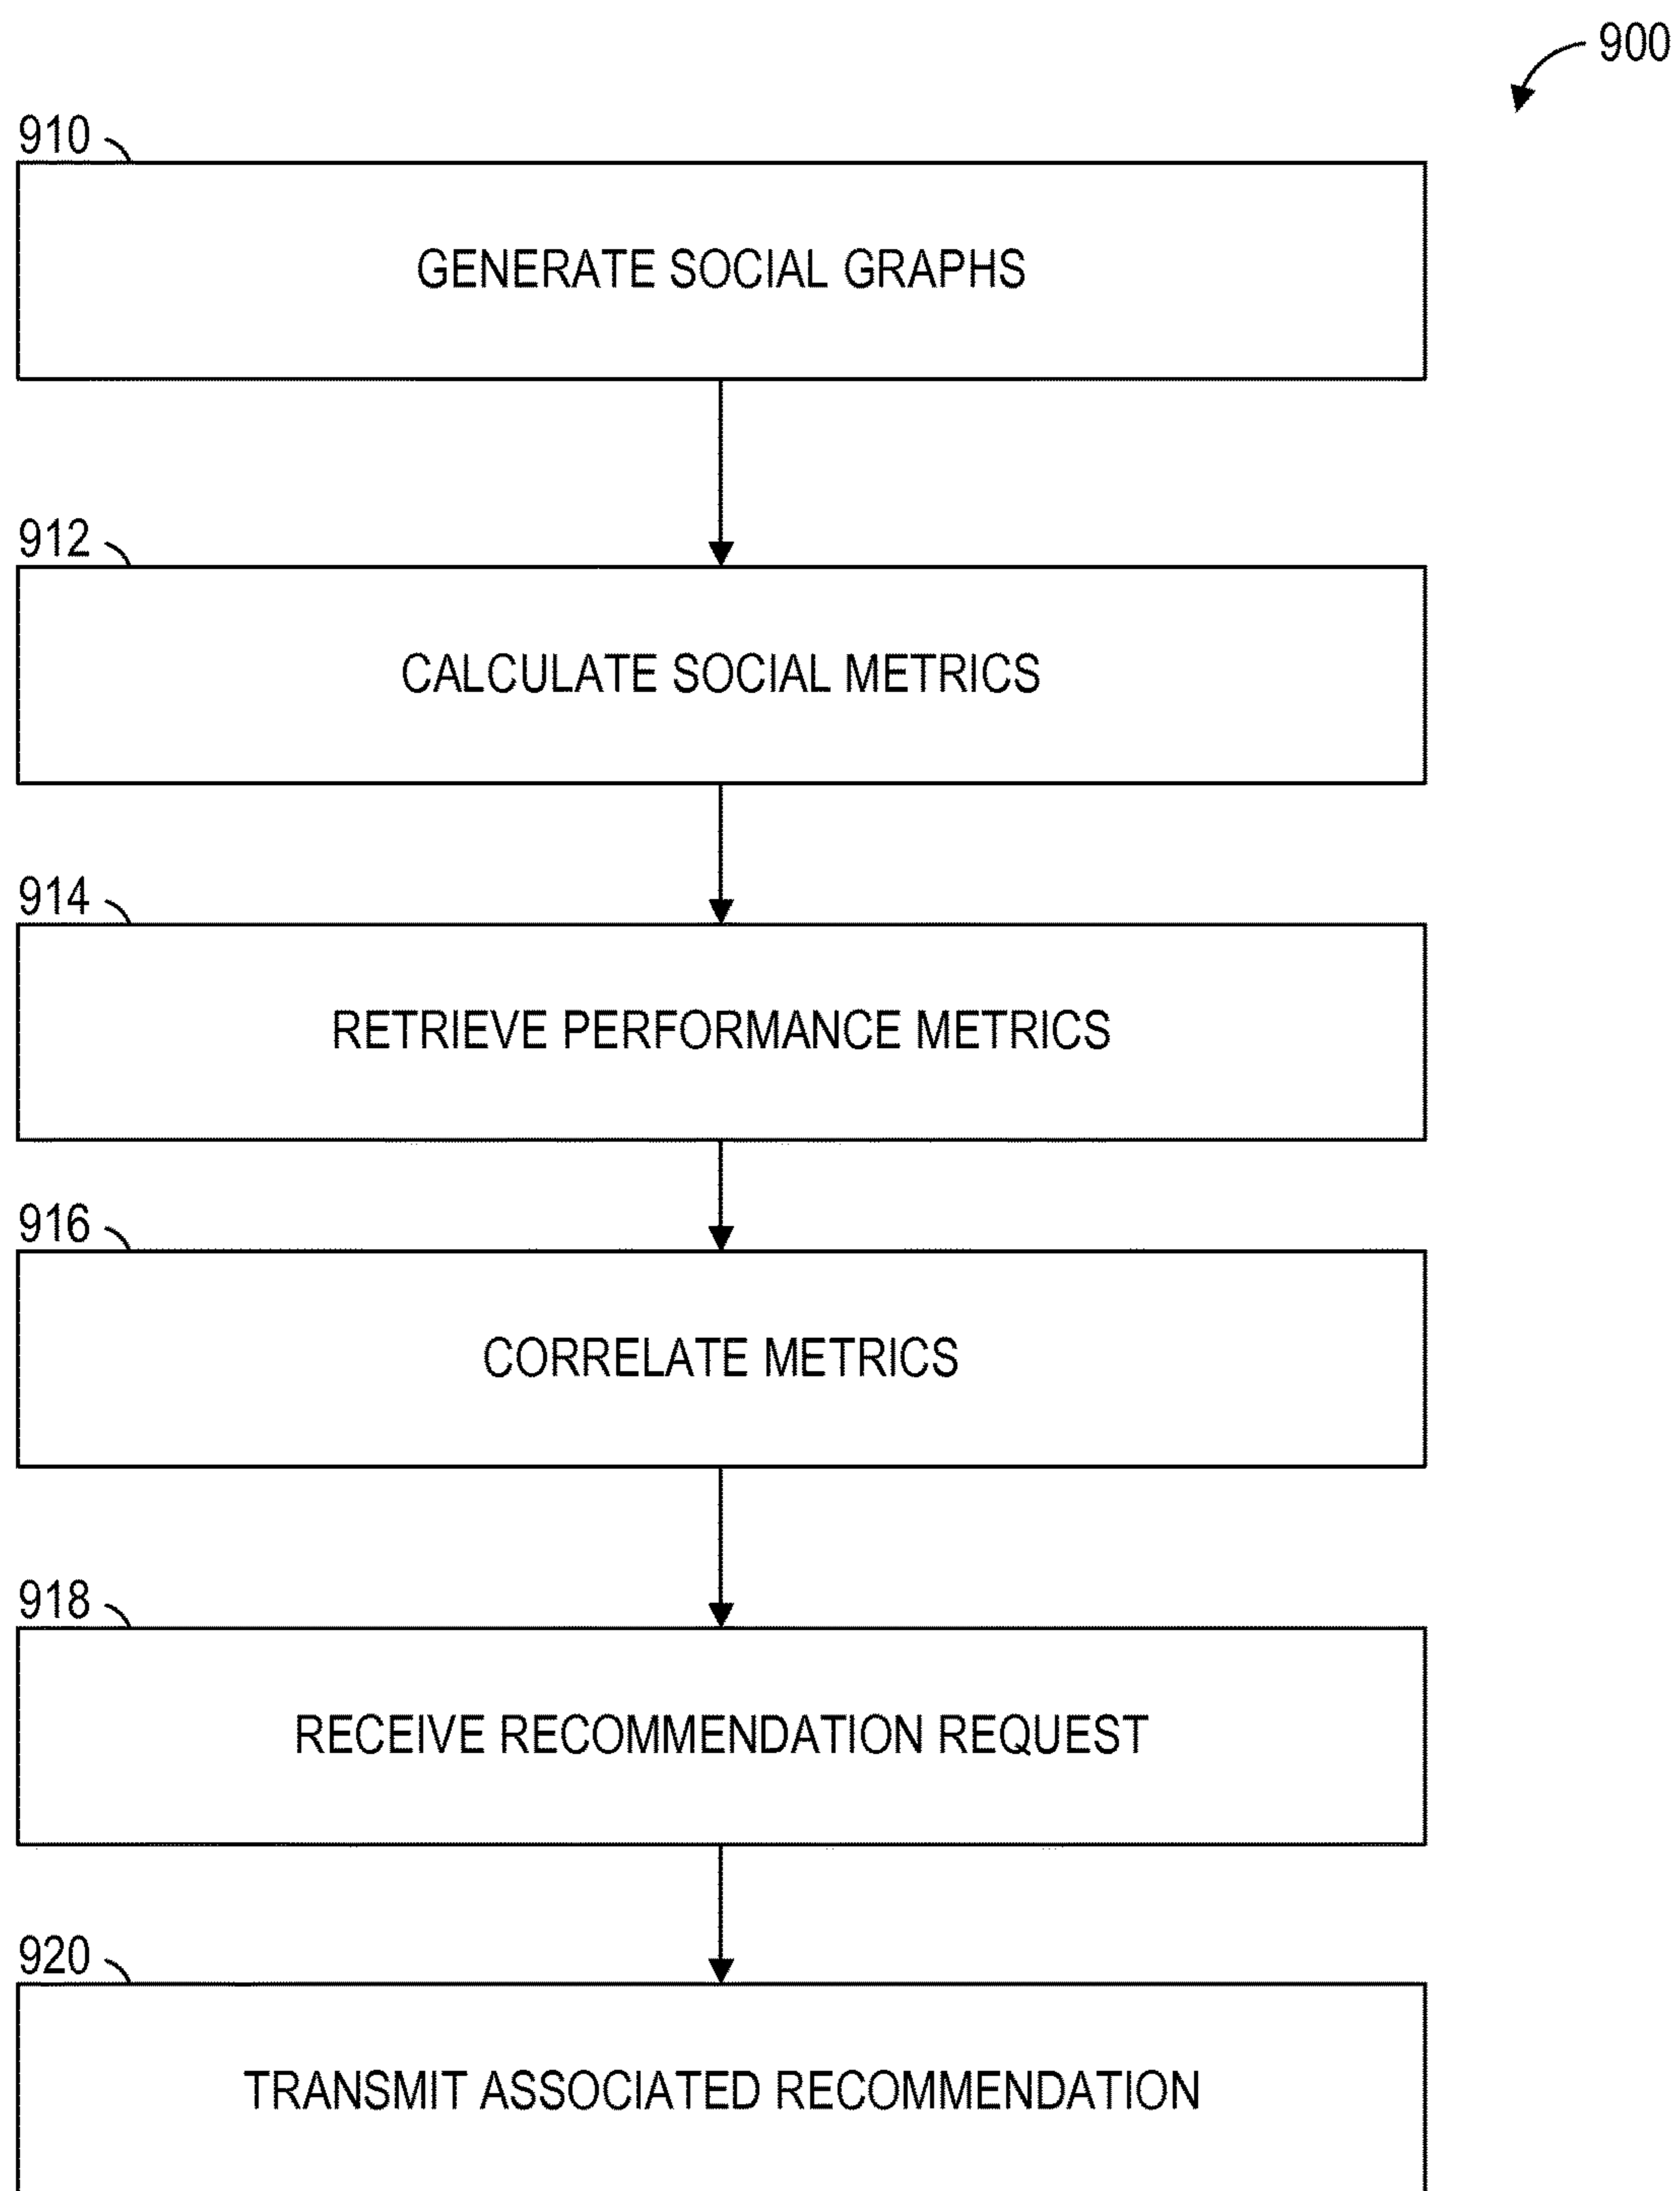 900
910
GENERATE SOCIAL GRAPHS
912
CALCULATE SOCIAL METRICS
914
RETRIEVE PERFORMANCE METRICS
916
CORRELATE METRICS
918
RECEIVE RECOMMENDATION REQUEST
920
TRANSMIT ASSOCIATED RECOMMENDATION